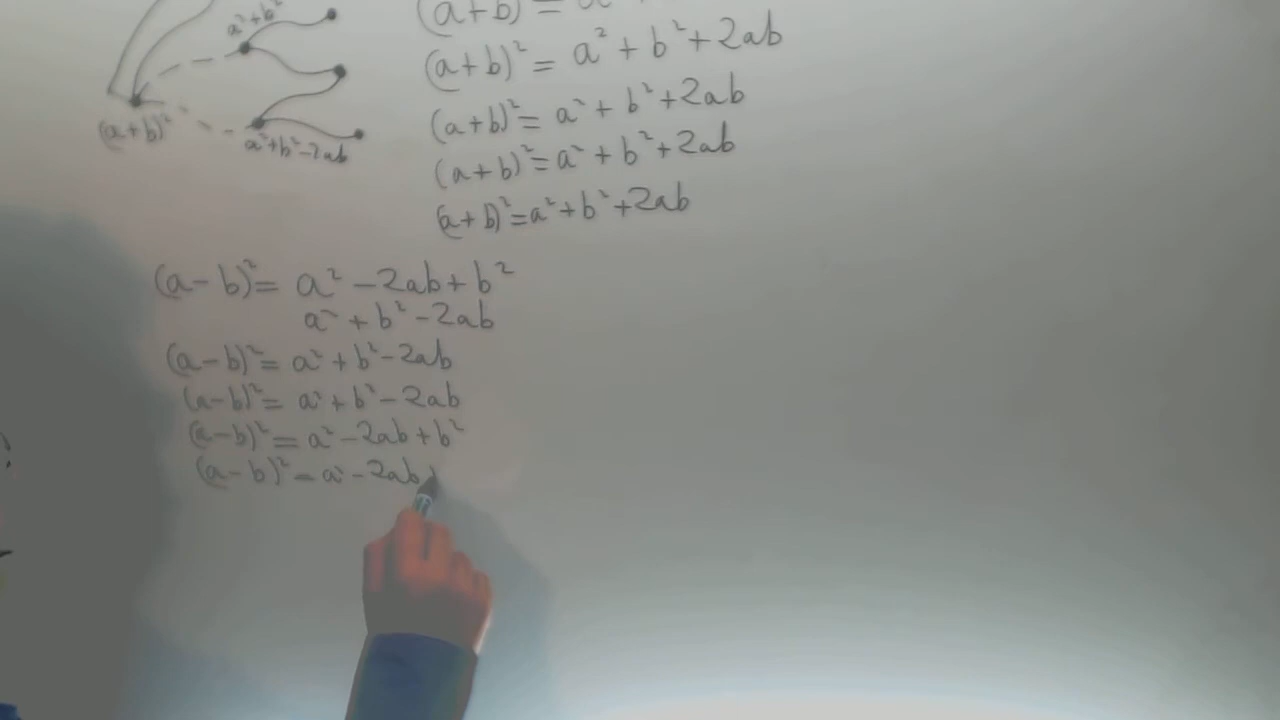 a²+b²
(a+b)²
a²+b²-2ab
(a+b) =
(a+b)² = a² + b² + 2ab
(a+b)² = a² + b² + 2ab
(a+b)² = a² + b² + 2ab
(a+b)² = a² + b² + 2ab
(a-b)² = a² - 2ab + b²
a² + b² - 2ab
(a-b)² = a² + b² - 2ab
(a-b)² = a² + b² - 2ab
(a-b)² = a² - 2ab + b²
(a-b)² = a² - 2ab